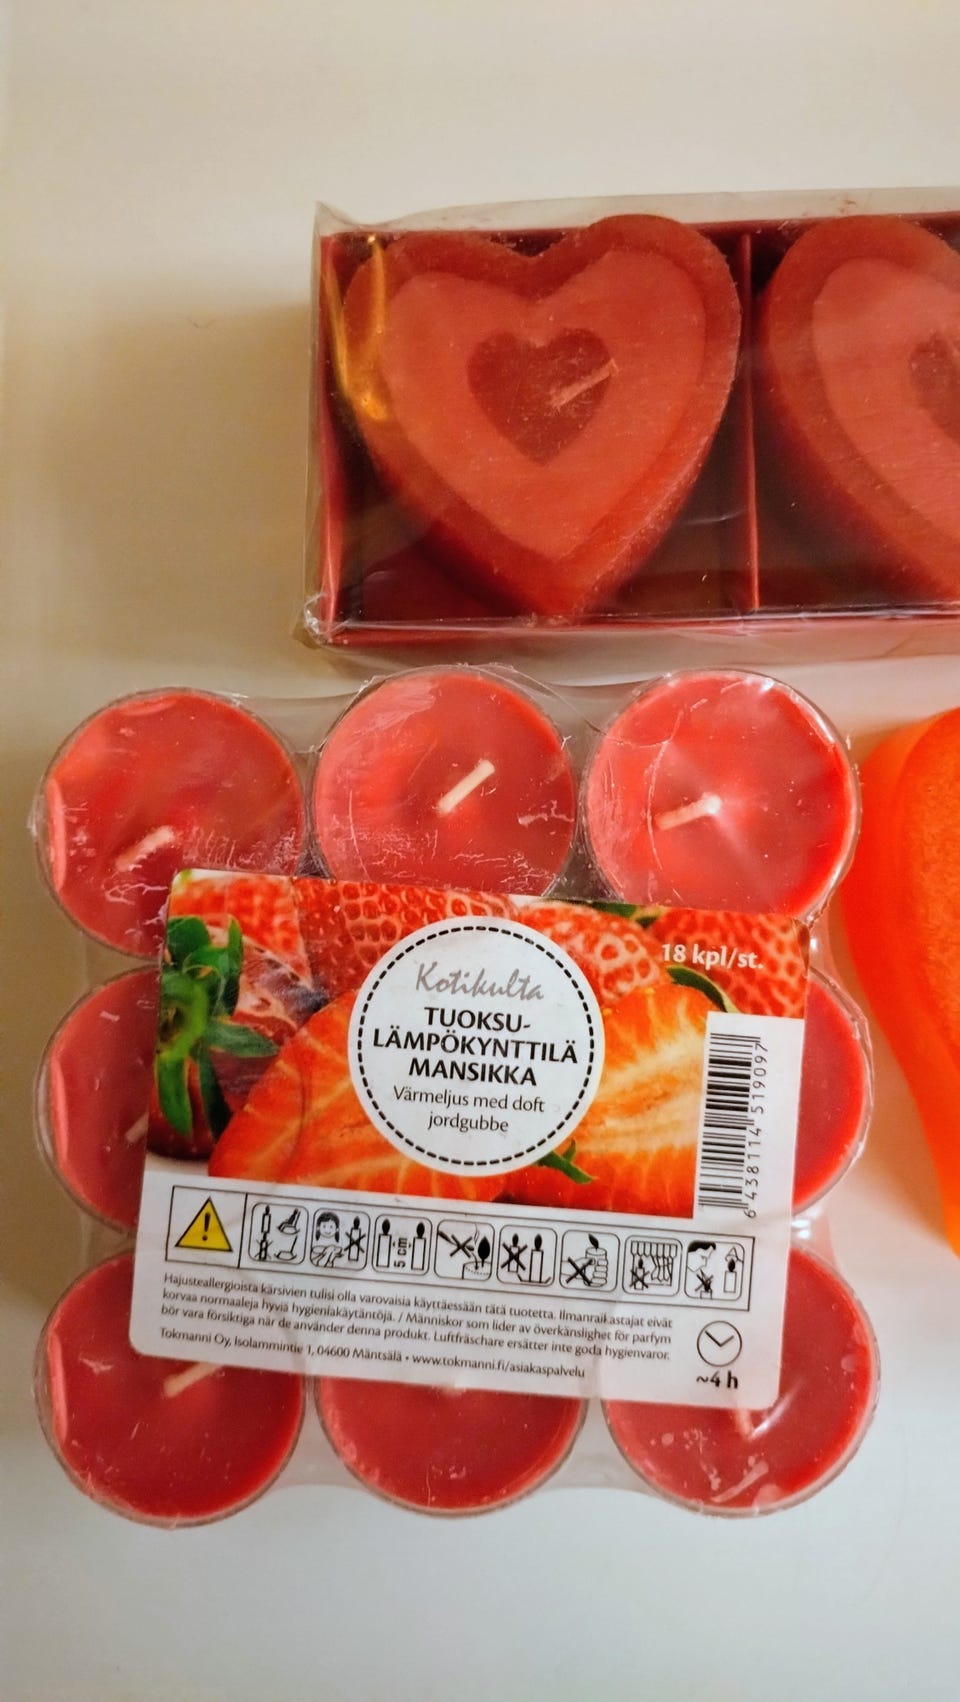 18 kpl/st.
Kotikulta
TUOKSU-
LÄMPÖKYNTTILÄ
MANSIKKA
Värmeljus med doft
jordgubbe
6 438114 519097
5 cm
Hajusteallergioista kärsivien tulisi olla varovaisia käyttäessään tätä tuotetta. Ilmanraikastajat eivät
korvaa normaaleja hyviä hygieniakäytäntöjä. / Människor som lider av överkänslighet för parfym
bör vara försiktiga när de använder denna produkt. Luftfräschare ersätter inte goda hygienvaror.
Tokmanni Oy, Isolammintie 1, 04600 Mäntsälä • www.tokmanni.fi/asiakaspalvelu
~4 h